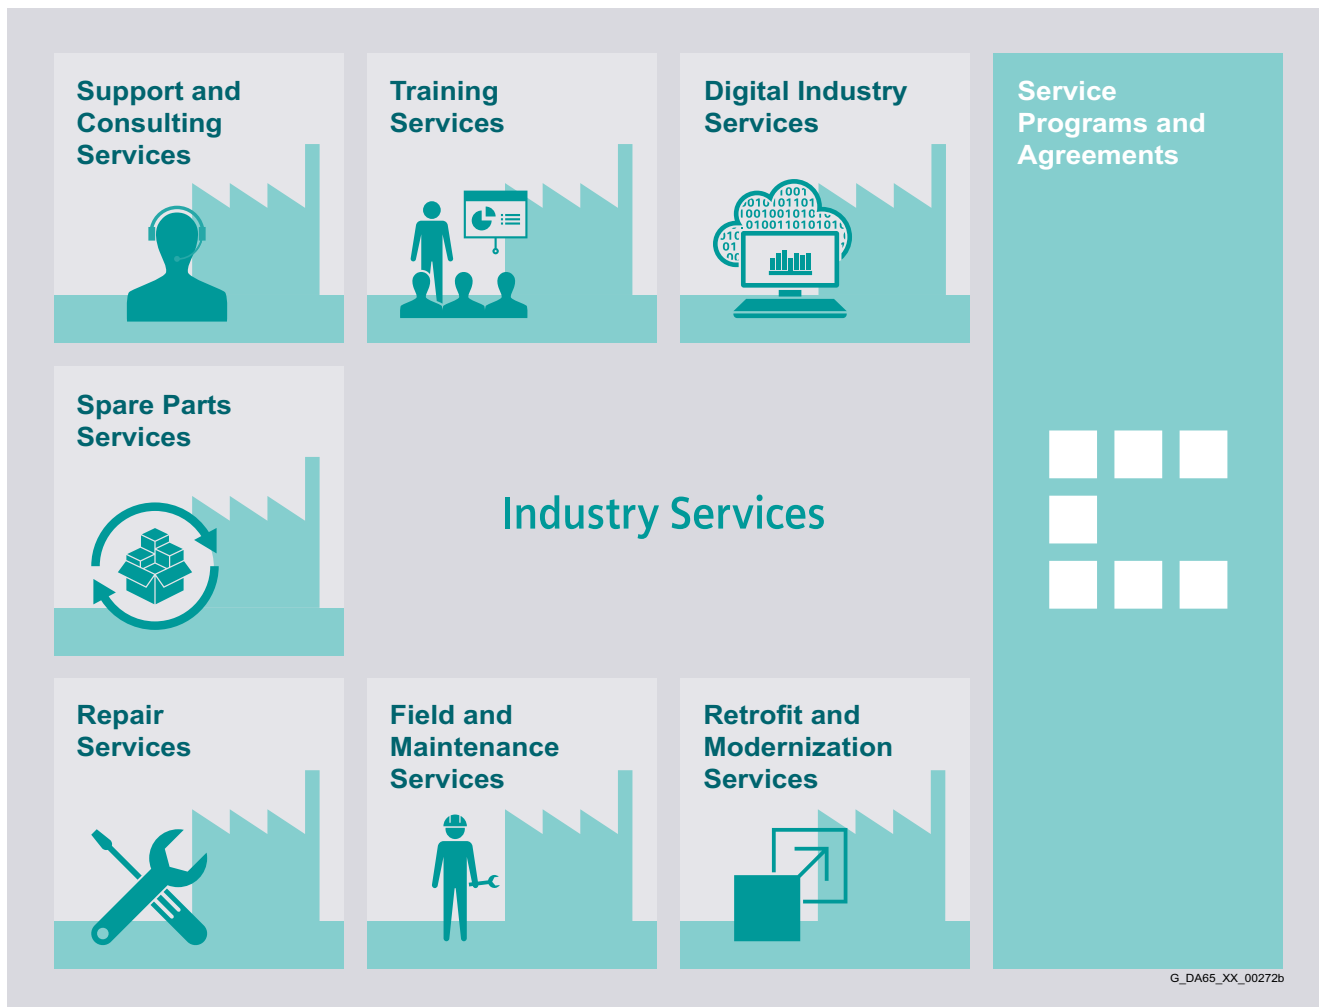 Support and
Consulting
Services
Training
Services
Digital Industry
Services
Service
Programs and
Agreements
Spare Parts
Services
Industry Services
Repair
Services
Field and
Maintenance
Services
Retrofit and
Modernization
Services
G_DA65_XX_00272b